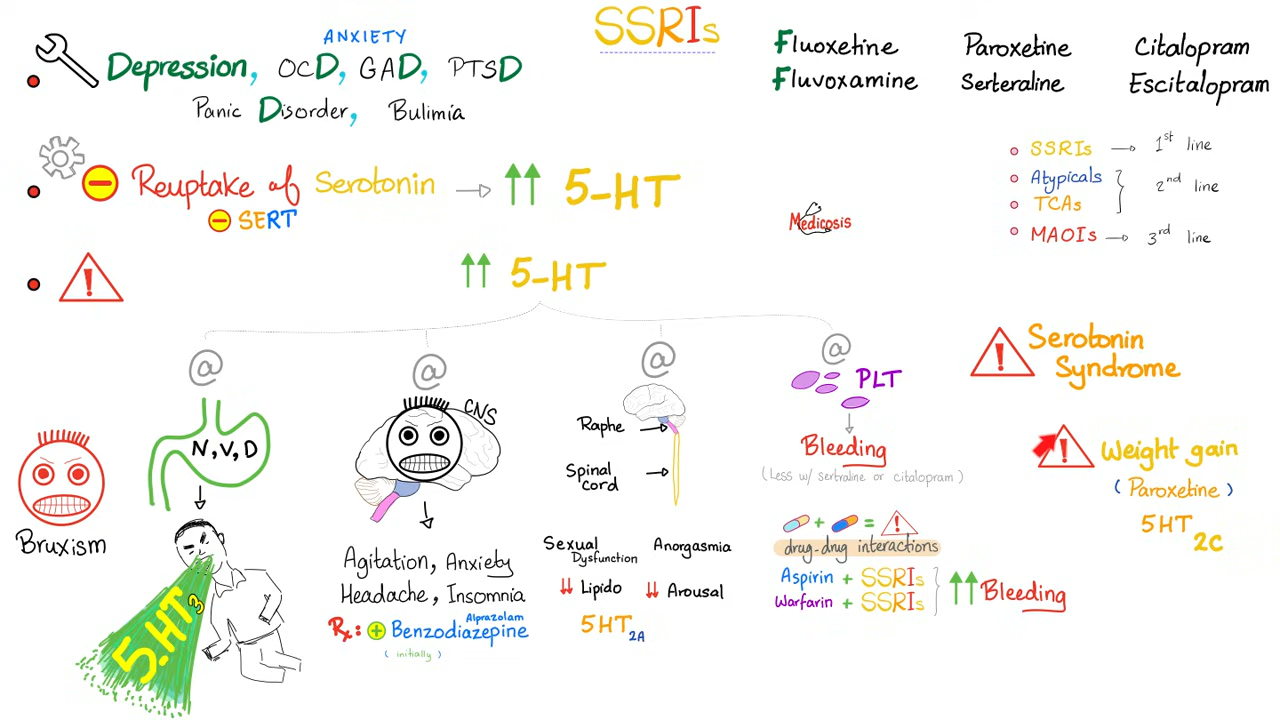 SSRIs
ANXIETY
Depression, OCD, GAD, PTSD
Panic Disorder, Bulimia
Fluoxetine
Fluvoxamine
Paroxetine
Serteraline
Citalopram
Escitalopram
SSRIs → 1st line
Atypicals
TCAs
2nd line
MAOIs → 3rd line
Reuptake of Serotonin → ↑↑ 5-HT
SERT
Medicosis
! ↑↑ 5-HT
@
@
@
@
N, V, D
5-HT3
Bruxism
CNS
Agitation, Anxiety
Headache, Insomnia
Alprazolam
Rx: + Benzodiazepine
(initially)
Raphe
Spinal
cord
Sexual
Dysfunction
Anorgasmia
↓↓ Lipido
↓↓ Arousal
5HT2A
PLT
Bleeding
(Less w/ sertraline or citalopram)
+ = !
drug-drug interactions
Aspirin + SSRIs
Warfarin + SSRIs
↑↑ Bleeding
! Serotonin
Syndrome
! Weight gain
(Paroxetine)
5HT2C